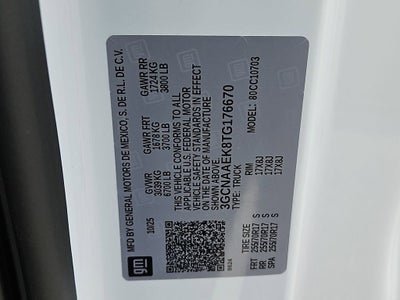 MFD BY GENERAL MOTORS DE MEXICO, S DE R.L DE C.V.
10/25
GVWR
3039 KG
6700 LB
GAWR FRT
1678 KG
3700 LB
GAWR RR
1724 KG
3800 LB
THIS VEHICLE CONFORMS TO ALL
APPLICABLE U.S. FEDERAL MOTOR
VEHICLE SAFETY STANDARDS IN EFFECT
ON THE DATE OF MANUFACTURE SHOWN ABOVE.
3GCNAAEK8TG176670
TYPE: TRUCK
80CC10703
TIRE SIZE
RIM
FRT 255/70R17 S 17X8J
RR 255/70R17 S 17X8J
SPA 255/70R17 S 17X8J
gm